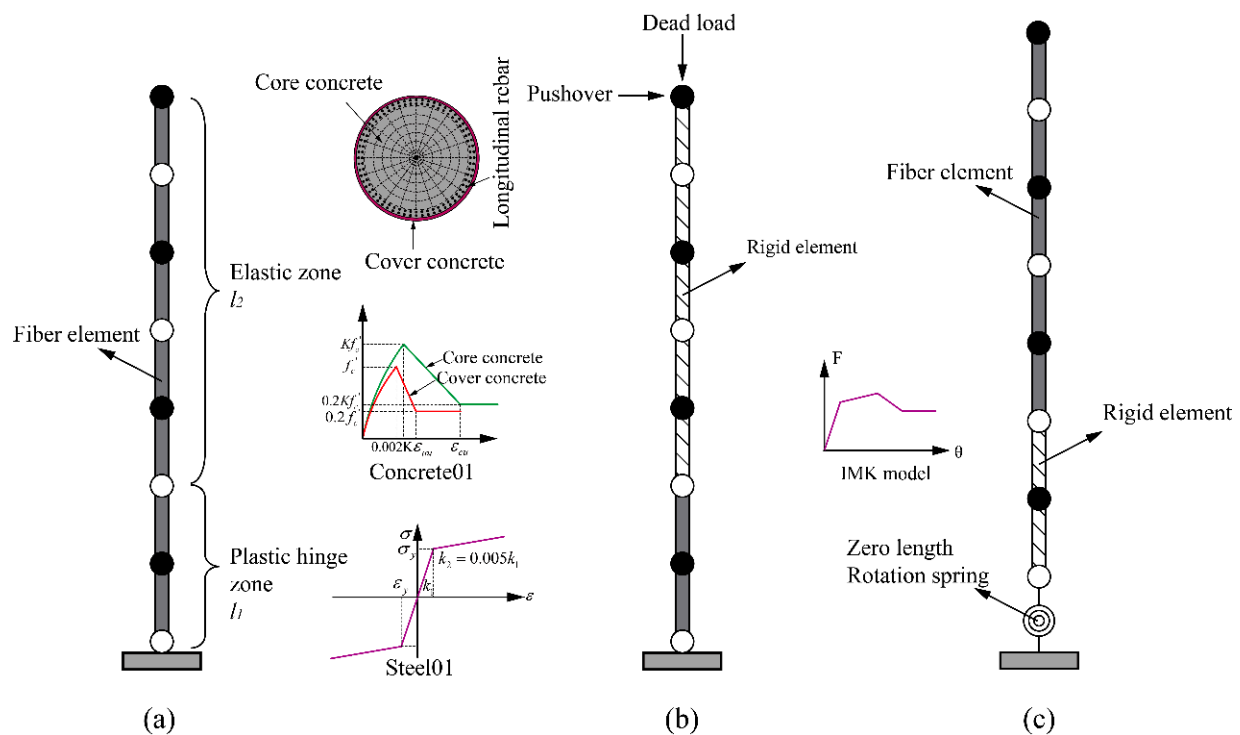 Core concrete
Longitudinal rebar
Cover concrete
Elastic zone
l2
Fiber element
Plastic hinge
zone
l1
Kf'c
f'c
0.2Kf'c
0.2f'c
Core concrete
Cover concrete
0.002K
εcu
Concrete01
σ
σy
k2 = 0.005k1
εy
ε
Steel01
(a)
Dead load
Pushover
Rigid element
(b)
Fiber element
F
θ
IMK model
Rigid element
Zero length
Rotation spring
(c)